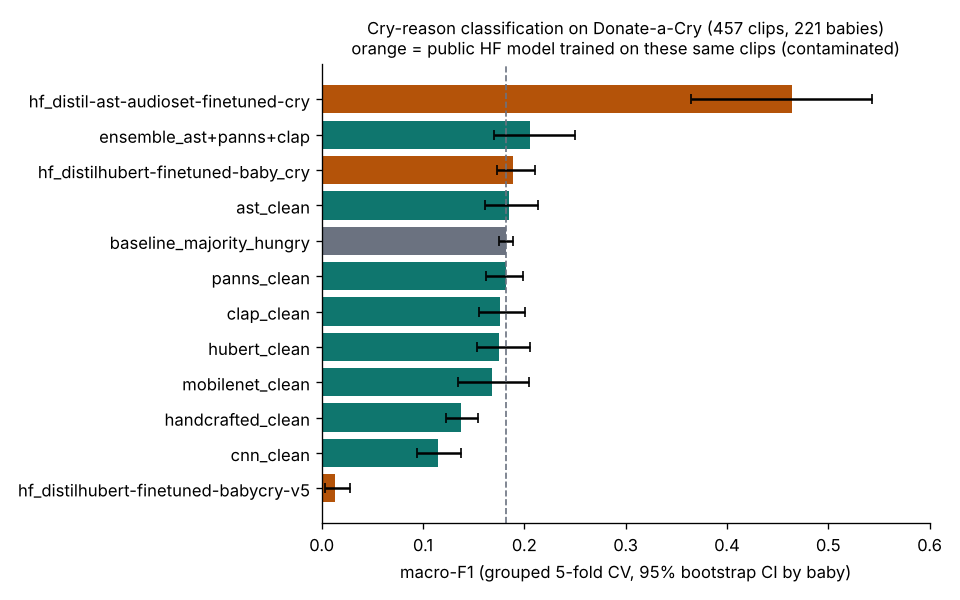 Cry-reason classification on Donate-a-Cry (457 clips, 221 babies)
orange = public HF model trained on these same clips (contaminated)
hf_distil-ast-audioset-finetuned-cry
ensemble_ast+panns+clap
hf_distilhubert-finetuned-baby_cry
ast_clean
baseline_majority_hungry
panns_clean
clap_clean
hubert_clean
mobilenet_clean
handcrafted_clean
cnn_clean
hf_distilhubert-finetuned-babycry-v5
0.0 0.1 0.2 0.3 0.4 0.5 0.6
macro-F1 (grouped 5-fold CV, 95% bootstrap CI by baby)